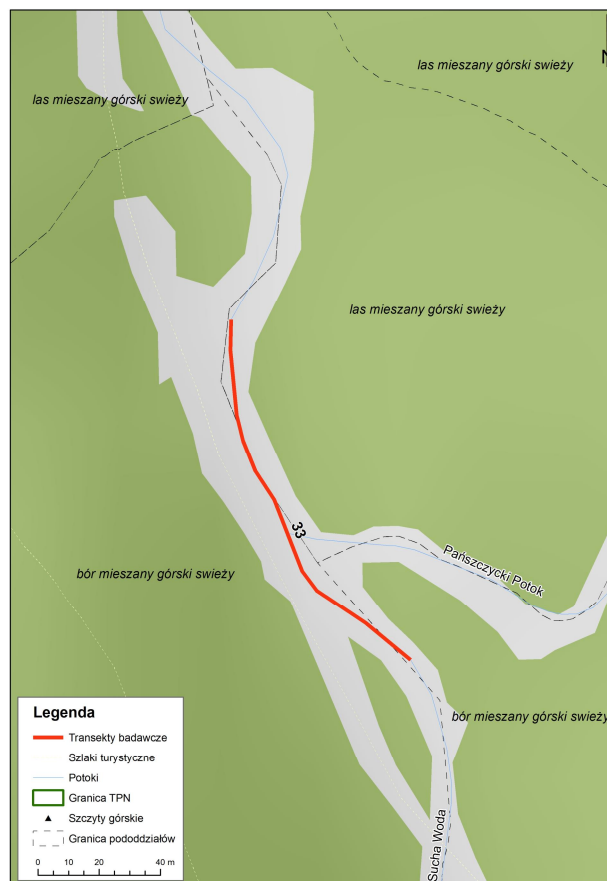 las mieszany górski swieży
N
las mieszany górski swieży
las mieszany górski swieży
33
Pańszczycki Potok
bór mieszany górski swieży
bór mieszany górski swieży
Sucha Woda
Legenda
Transekty badawcze
Szlaki turystyczne
Potoki
Granica TPN
Szczyty górskie
Granica pododdziałów
0 10 20 40 m